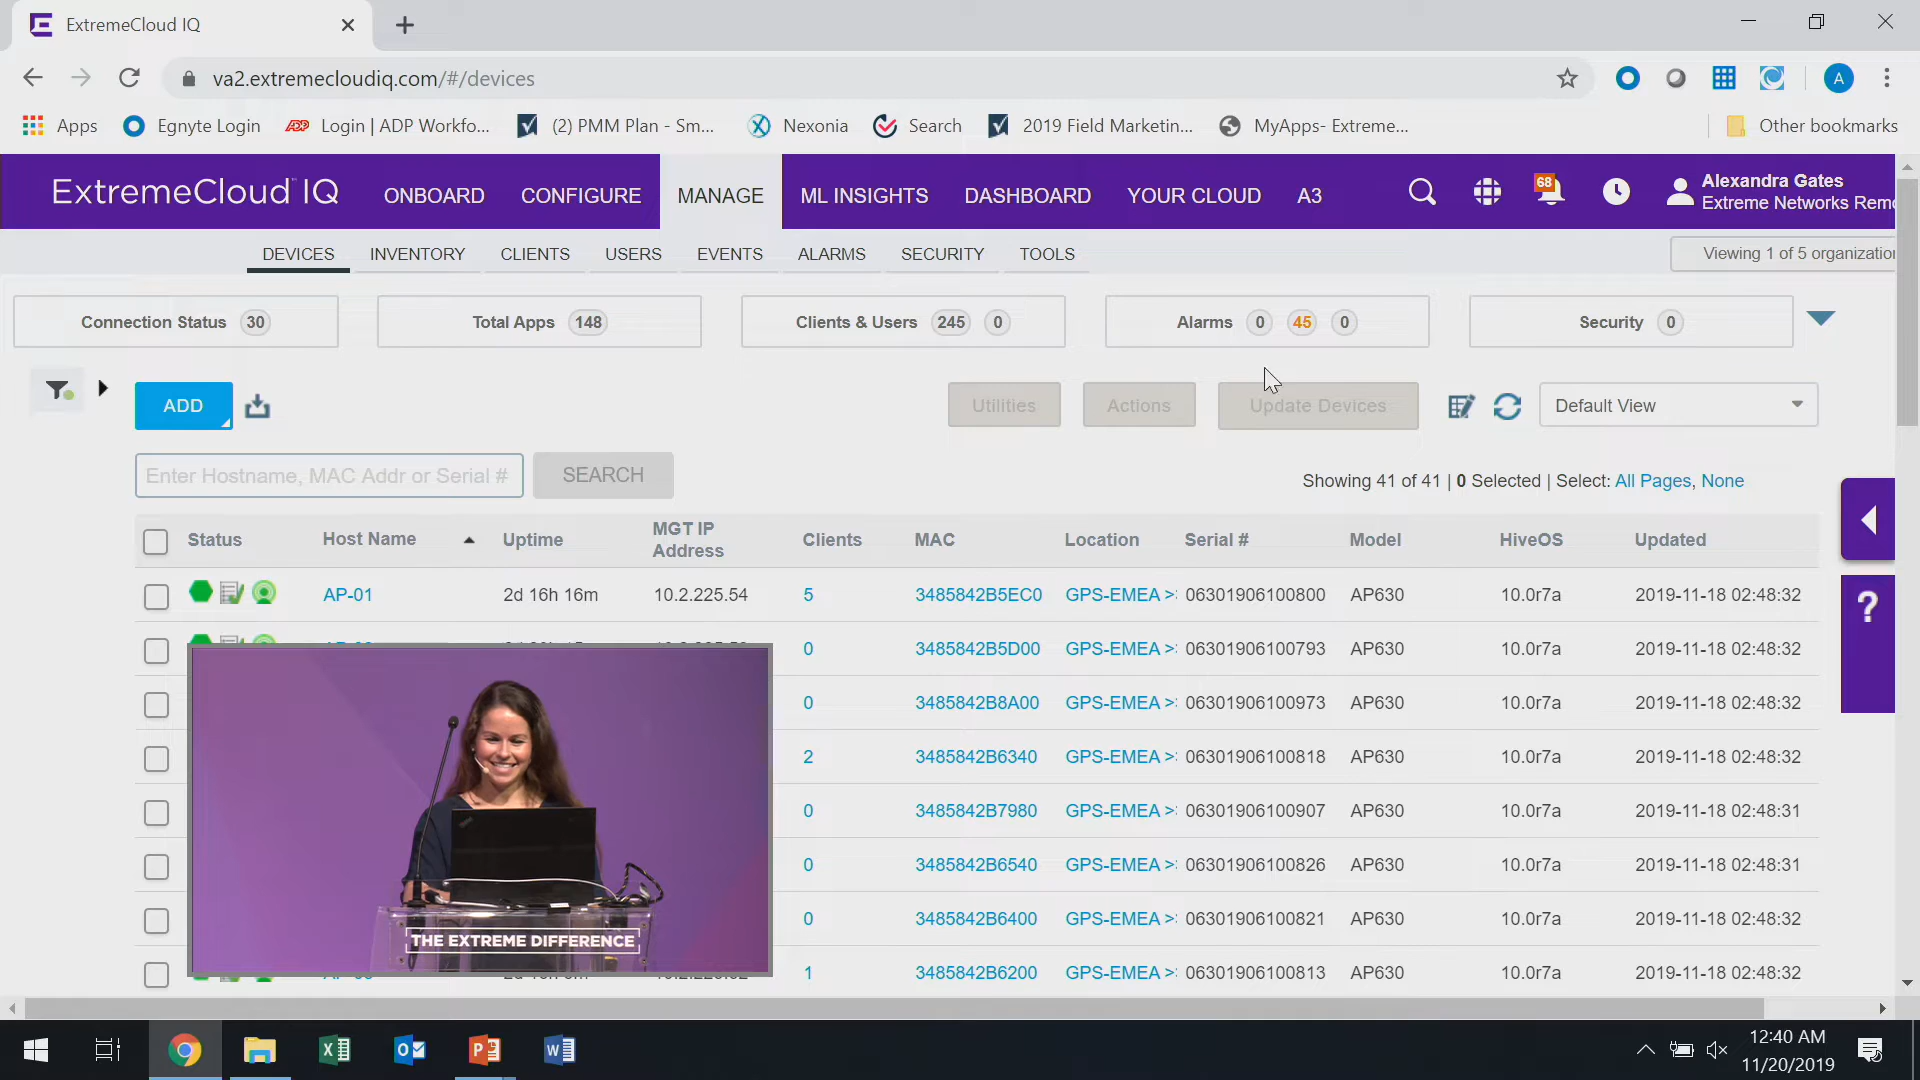 ExtremeCloud IQ
va2.extremecloudiq.com/#/devices
A
Apps
Egnyte Login
Login | ADP Workfo...
(2) PMM Plan - Sm...
Nexonia
Search
2019 Field Marketin...
MyApps- Extreme...
Other bookmarks
ExtremeCloud IQ
ONBOARD
CONFIGURE
MANAGE
ML INSIGHTS
DASHBOARD
YOUR CLOUD
A3
68
Alexandra Gates
Extreme Networks Remo
DEVICES
INVENTORY
CLIENTS
USERS
EVENTS
ALARMS
SECURITY
TOOLS
Viewing 1 of 5 organization
Connection Status 30
Total Apps 148
Clients & Users 245 0
Alarms 0 45 0
Security 0
ADD
Utilities
Actions
Update Devices
Default View
Enter Hostname, MAC Addr or Serial #
SEARCH
Showing 41 of 41 | 0 Selected | Select: All Pages, None
Status Host Name Uptime MGT IP Address Clients MAC Location Serial # Model HiveOS Updated
AP-01 2d 16h 16m 10.2.225.54 5 3485842B5EC0 GPS-EMEA >: 06301906100800 AP630 10.0r7a 2019-11-18 02:48:32
0 3485842B5D00 GPS-EMEA >: 06301906100793 AP630 10.0r7a 2019-11-18 02:48:32
0 3485842B8A00 GPS-EMEA >: 06301906100973 AP630 10.0r7a 2019-11-18 02:48:32
2 3485842B6340 GPS-EMEA >: 06301906100818 AP630 10.0r7a 2019-11-18 02:48:32
0 3485842B7980 GPS-EMEA >: 06301906100907 AP630 10.0r7a 2019-11-18 02:48:31
0 3485842B6540 GPS-EMEA >: 06301906100826 AP630 10.0r7a 2019-11-18 02:48:31
0 3485842B6400 GPS-EMEA >: 06301906100821 AP630 10.0r7a 2019-11-18 02:48:32
1 3485842B6200 GPS-EMEA >: 06301906100813 AP630 10.0r7a 2019-11-18 02:48:32
?
THE EXTREME DIFFERENCE
12:40 AM
11/20/2019